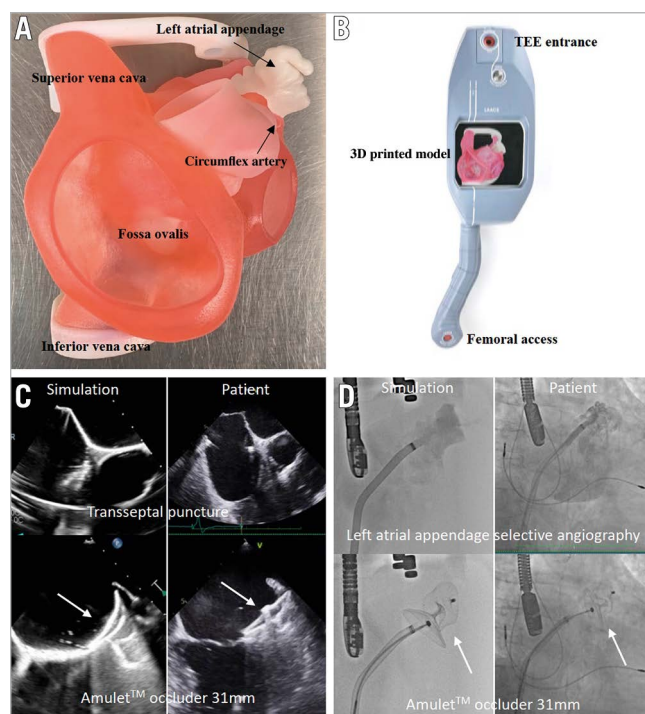 A
Left atrial appendage
Superior vena cava
Circumflex artery
Fossa ovalis
Inferior vena cava
B
TEE entrance
3D printed model
Femoral access
C
Simulation
Patient
Transseptal puncture
V
Amulet™ occluder 31mm
D
Simulation
Patient
Left atrial appendage selective angiography
Amulet™ occluder 31mm